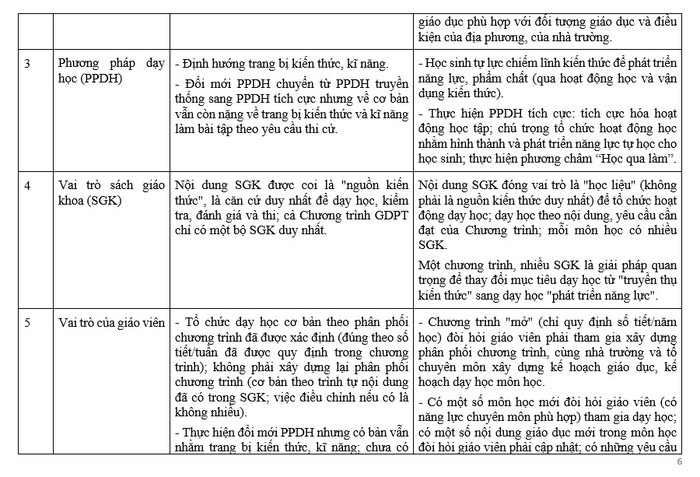 giáo dục phù hợp với đối tượng giáo dục và điều
kiện của địa phương, của nhà trường.
3
Phương pháp dạy
học (PPDH)
- Định hướng trang bị kiến thức, kĩ năng.
- Đổi mới PPDH chuyển từ PPDH truyền
thống sang PPDH tích cực nhưng về cơ bản
vẫn còn nặng về trang bị kiến thức và kĩ năng
làm bài tập theo yêu cầu thi cử.
- Học sinh tự lực chiếm lĩnh kiến thức để phát triển
năng lực, phẩm chất (qua hoạt động học và vận
dụng kiến thức).
- Thực hiện PPDH tích cực: tích cực hóa hoạt
động học tập; chú trọng tổ chức hoạt động học
nhằm hình thành và phát triển năng lực tự học cho
học sinh; thực hiện phương châm “Học qua làm”.
4
Vai trò sách giáo
khoa (SGK)
Nội dung SGK được coi là "nguồn kiến
thức", là căn cứ duy nhất để dạy học, kiểm
tra, đánh giá và thi; cả Chương trình GDPT
chỉ có một bộ SGK duy nhất.
Nội dung SGK đóng vai trò là "học liệu" (không
phải là nguồn kiến thức duy nhất) để tổ chức hoạt
động dạy học; dạy học theo nội dung, yêu cầu cần
đạt của Chương trình; mỗi môn học có nhiều
SGK.
Một chương trình, nhiều SGK là giải pháp quan
trọng để thay đổi mục tiêu dạy học từ "truyền thụ
kiến thức" sang dạy học "phát triển năng lực".
5
Vai trò của giáo viên
- Tổ chức dạy học cơ bản theo phân phối
chương trình đã được xác định (đúng theo số
tiết/tuần đã được quy định trong chương
trình); không phải xây dựng lại phân phối
chương trình (cơ bản theo trình tự nội dung
đã có trong SGK; việc điều chỉnh nếu có là
không nhiều).
- Thực hiện đổi mới PPDH nhưng cơ bản vẫn
nhằm trang bị kiến thức, kĩ năng; chưa có
- Chương trình "mở" (chỉ quy định số tiết/năm
học) đòi hỏi giáo viên phải tham gia xây dựng
phân phối chương trình, cùng nhà trường và tổ
chuyên môn xây dựng kế hoạch giáo dục, kế
hoạch dạy học môn học.
- Có một số môn học mới đòi hỏi giáo viên (có
năng lực chuyên môn phù hợp) tham gia dạy học;
có một số nội dung giáo dục mới trong môn học
đòi hỏi giáo viên phải cập nhật; có những yêu cầu
6